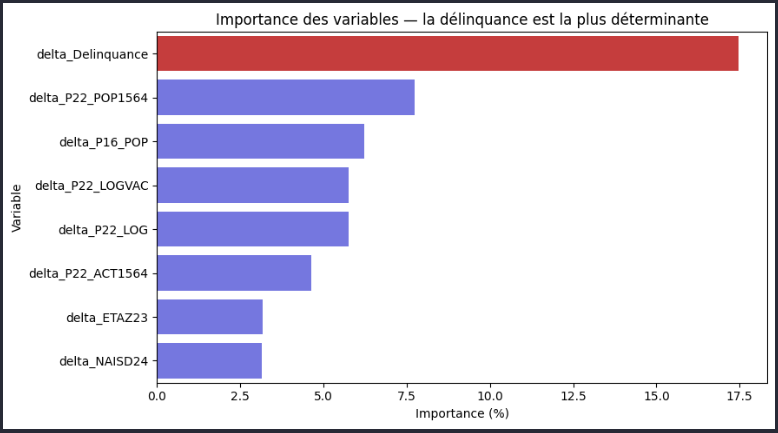 Importance des variables — la délinquance est la plus déterminante
delta_Delinquance
delta_P22_POP1564
delta_P16_POP
delta_P22_LOGVAC
delta_P22_LOG
delta_P22_ACT1564
delta_ETAZ23
delta_NAISD24
Variable
0.0 2.5 5.0 7.5 10.0 12.5 15.0 17.5
Importance (%)